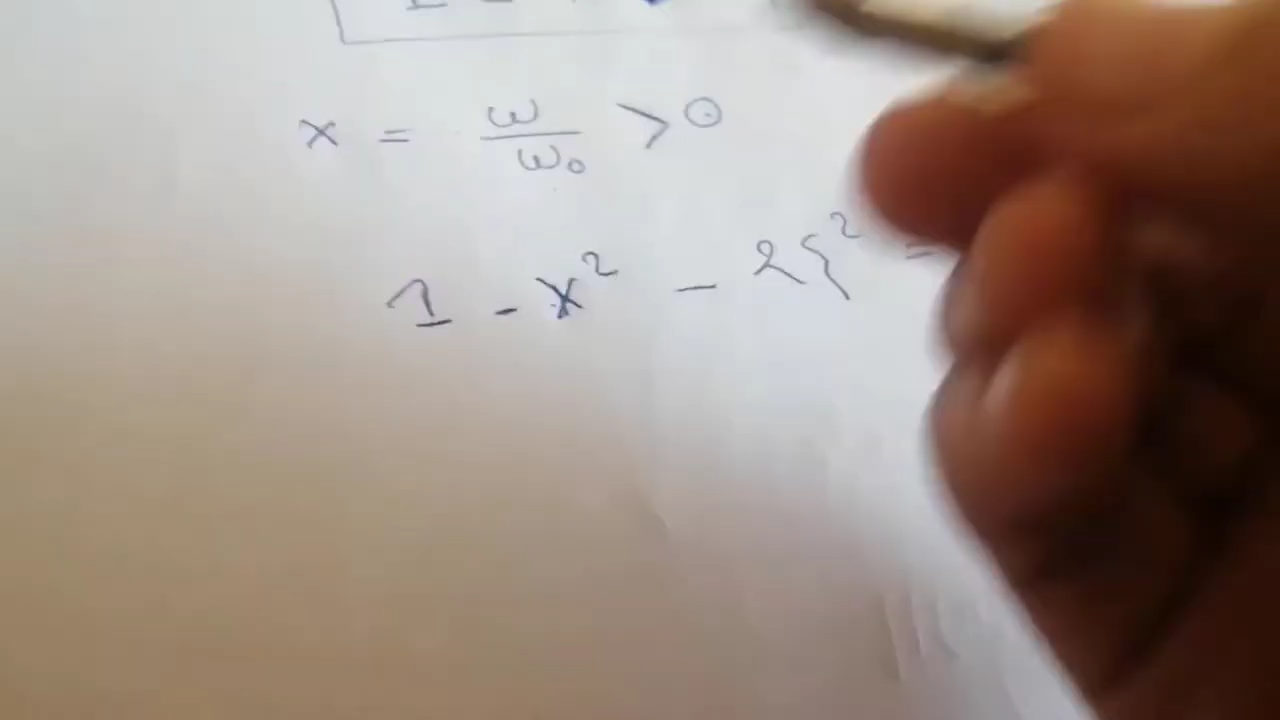 x = ω/ω₀ > 0
1 - x² - 2ξ² =